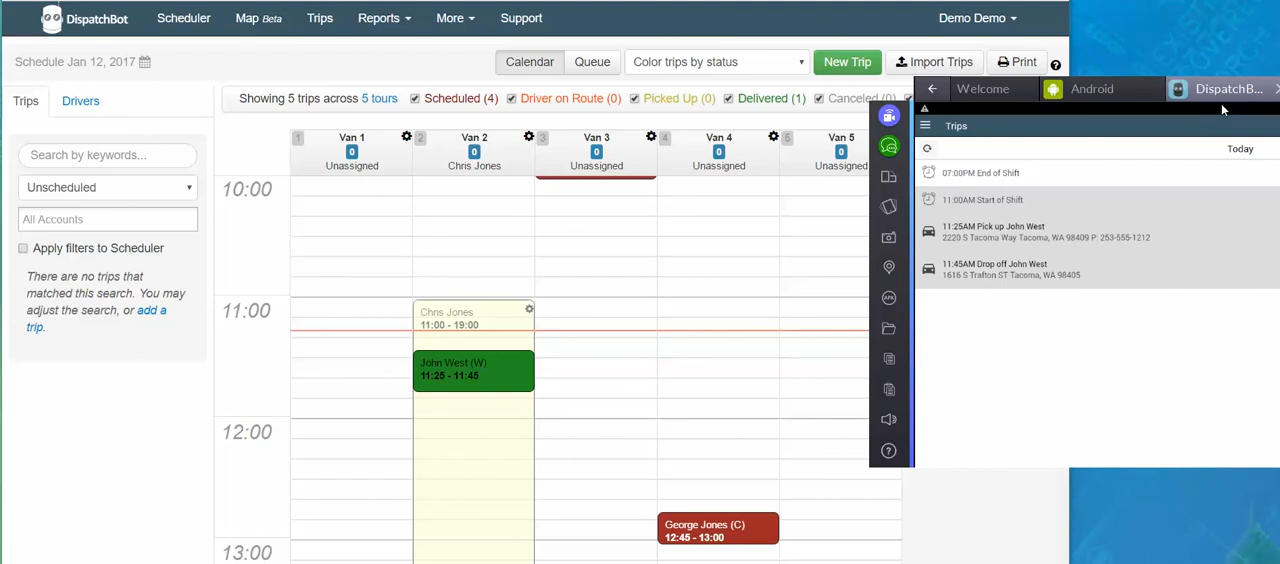 DispatchBot Scheduler Map Beta Trips Reports More Support Demo Demo
Schedule Jan 12, 2017 Calendar Queue Color trips by status New Trip Import Trips Print
Trips Drivers
Search by keywords...
Unscheduled
All Accounts
Apply filters to Scheduler
There are no trips that
matched this search. You may
adjust the search, or add a
trip.
Showing 5 trips across 5 tours Scheduled (4) Driver on Route (0) Picked Up (0) Delivered (1) Canceled (0)
1 Van 1 2 Van 2 3 Van 3 4 Van 4 5 Van 5
0 0 0 0 0
Unassigned Chris Jones Unassigned Unassigned Unassigned
10:00
11:00
Chris Jones
11:00 - 19:00
John West (W)
11:25 - 11:45
12:00
George Jones (C)
12:45 - 13:00
13:00
Welcome Android DispatchB...
Trips
Today
07:00PM End of Shift
11:00AM Start of Shift
11:25AM Pick up John West
2220 S Tacoma Way Tacoma, WA 98409 P: 253-555-1212
11:45AM Drop off John West
1616 S Trafton ST Tacoma, WA 98405
APK